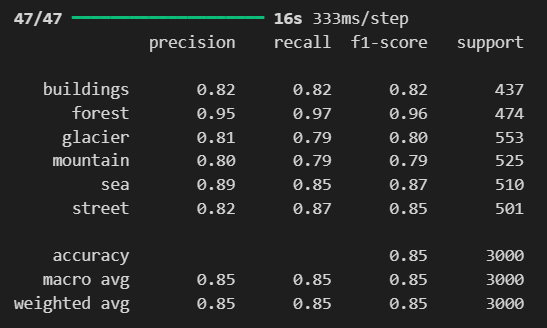 47/47 ━━━━━━━━━━━━━━━━━━━━ 16s 333ms/step
precision recall f1-score support
buildings 0.82 0.82 0.82 437
forest 0.95 0.97 0.96 474
glacier 0.81 0.79 0.80 553
mountain 0.80 0.79 0.79 525
sea 0.89 0.85 0.87 510
street 0.82 0.87 0.85 501
accuracy 0.85 3000
macro avg 0.85 0.85 0.85 3000
weighted avg 0.85 0.85 0.85 3000